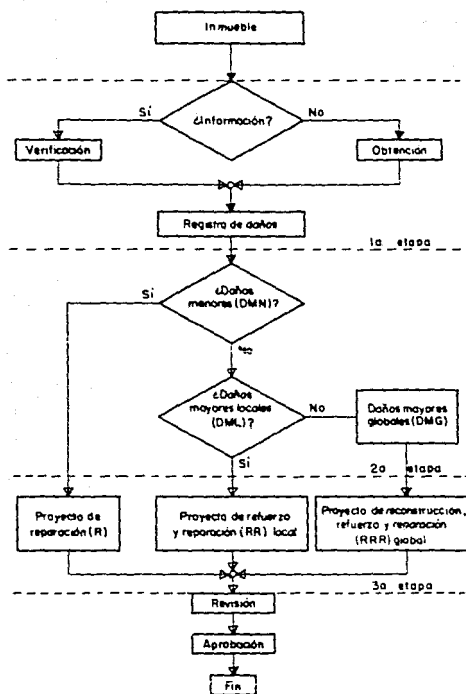 Inmueble
Sí
¿Información?
No
Verificación
Obtención
Registro de daños
1a etapa
Sí
¿Daños
menores (DMN)?
No
¿Daños
mayores locales
(DML)?
No
Daños mayores
globales (DMG)
Sí
2a etapa
Proyecto de
reparación (R)
Proyecto de refuerzo
y reparación (RR) local
Proyecto de reconstrucción,
refuerzo y reparación
(RRR) global
3a etapa
Revisión
Aprobación
Fin